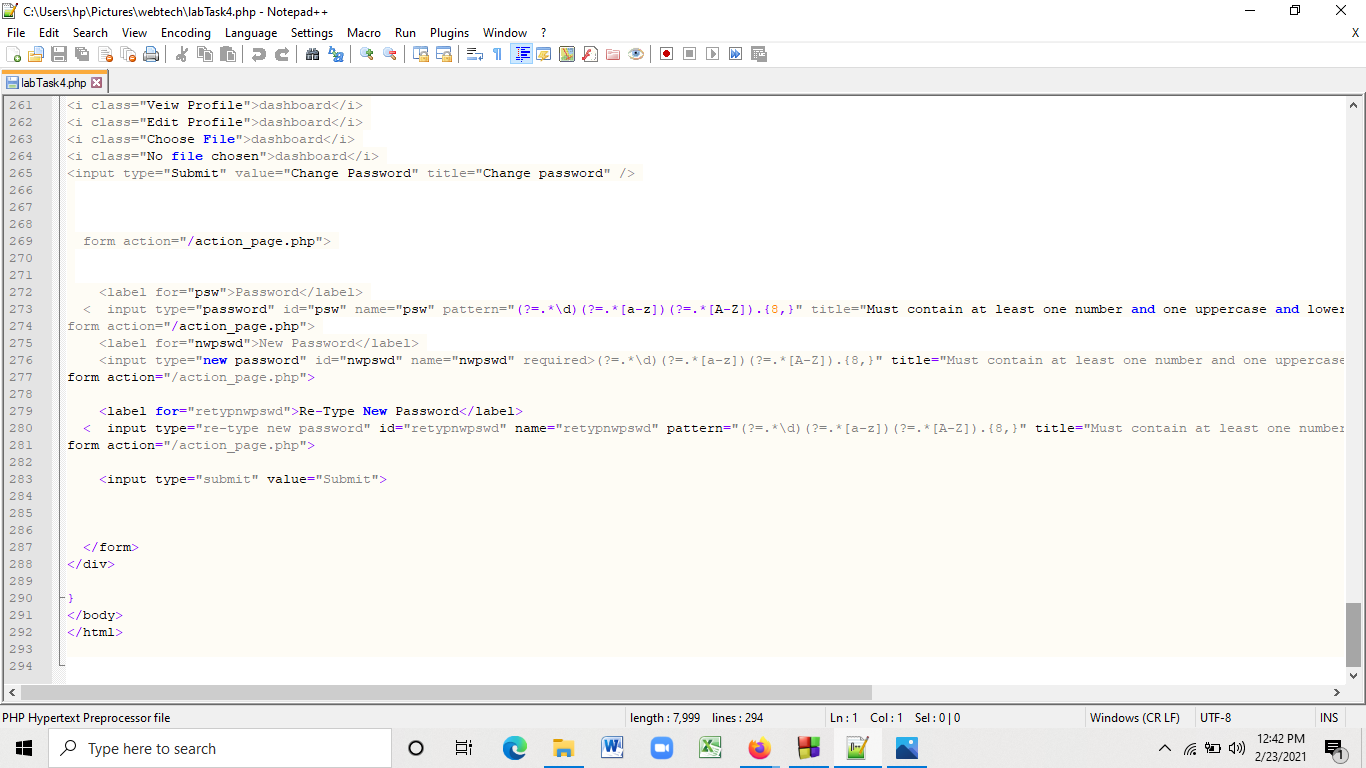 C:\Users\hp\Pictures\webtech\labTask4.php - Notepad++
File Edit Search View Encoding Language Settings Macro Run Plugins Window ? X
labTask4.php
261 <i class="Veiw Profile">dashboard</i>
262 <i class="Edit Profile">dashboard</i>
263 <i class="Choose File">dashboard</i>
264 <i class="No file chosen">dashboard</i>
265 <input type="Submit" value="Change Password" title="Change password" />
266
267
268
269 form action="/action_page.php">
270
271
272 <label for="psw">Password</label>
273 < input type="password" id="psw" name="psw" pattern="(?=.*\d)(?=.*[a-z])(?=.*[A-Z]).{8,}" title="Must contain at least one number and one uppercase and lower
274 form action="/action_page.php">
275 <label for="nwpswd">New Password</label>
276 <input type="new password" id="nwpswd" name="nwpswd" required>(?=.*\d)(?=.*[a-z])(?=.*[A-Z]).{8,}" title="Must contain at least one number and one uppercase
277 form action="/action_page.php">
278
279 <label for="retypnwpswd">Re-Type New Password</label>
280 < input type="re-type new password" id="retypnwpswd" name="retypnwpswd" pattern="(?=.*\d)(?=.*[a-z])(?=.*[A-Z]).{8,}" title="Must contain at least one number
281 form action="/action_page.php">
282
283 <input type="submit" value="Submit">
284
285
286
287 </form>
288 </div>
289
290 }
291 </body>
292 </html>
293
294
PHP Hypertext Preprocessor file length : 7,999 lines : 294 Ln : 1 Col : 1 Sel : 0 | 0 Windows (CR LF) UTF-8 INS
Type here to search
12:42 PM
2/23/2021
1